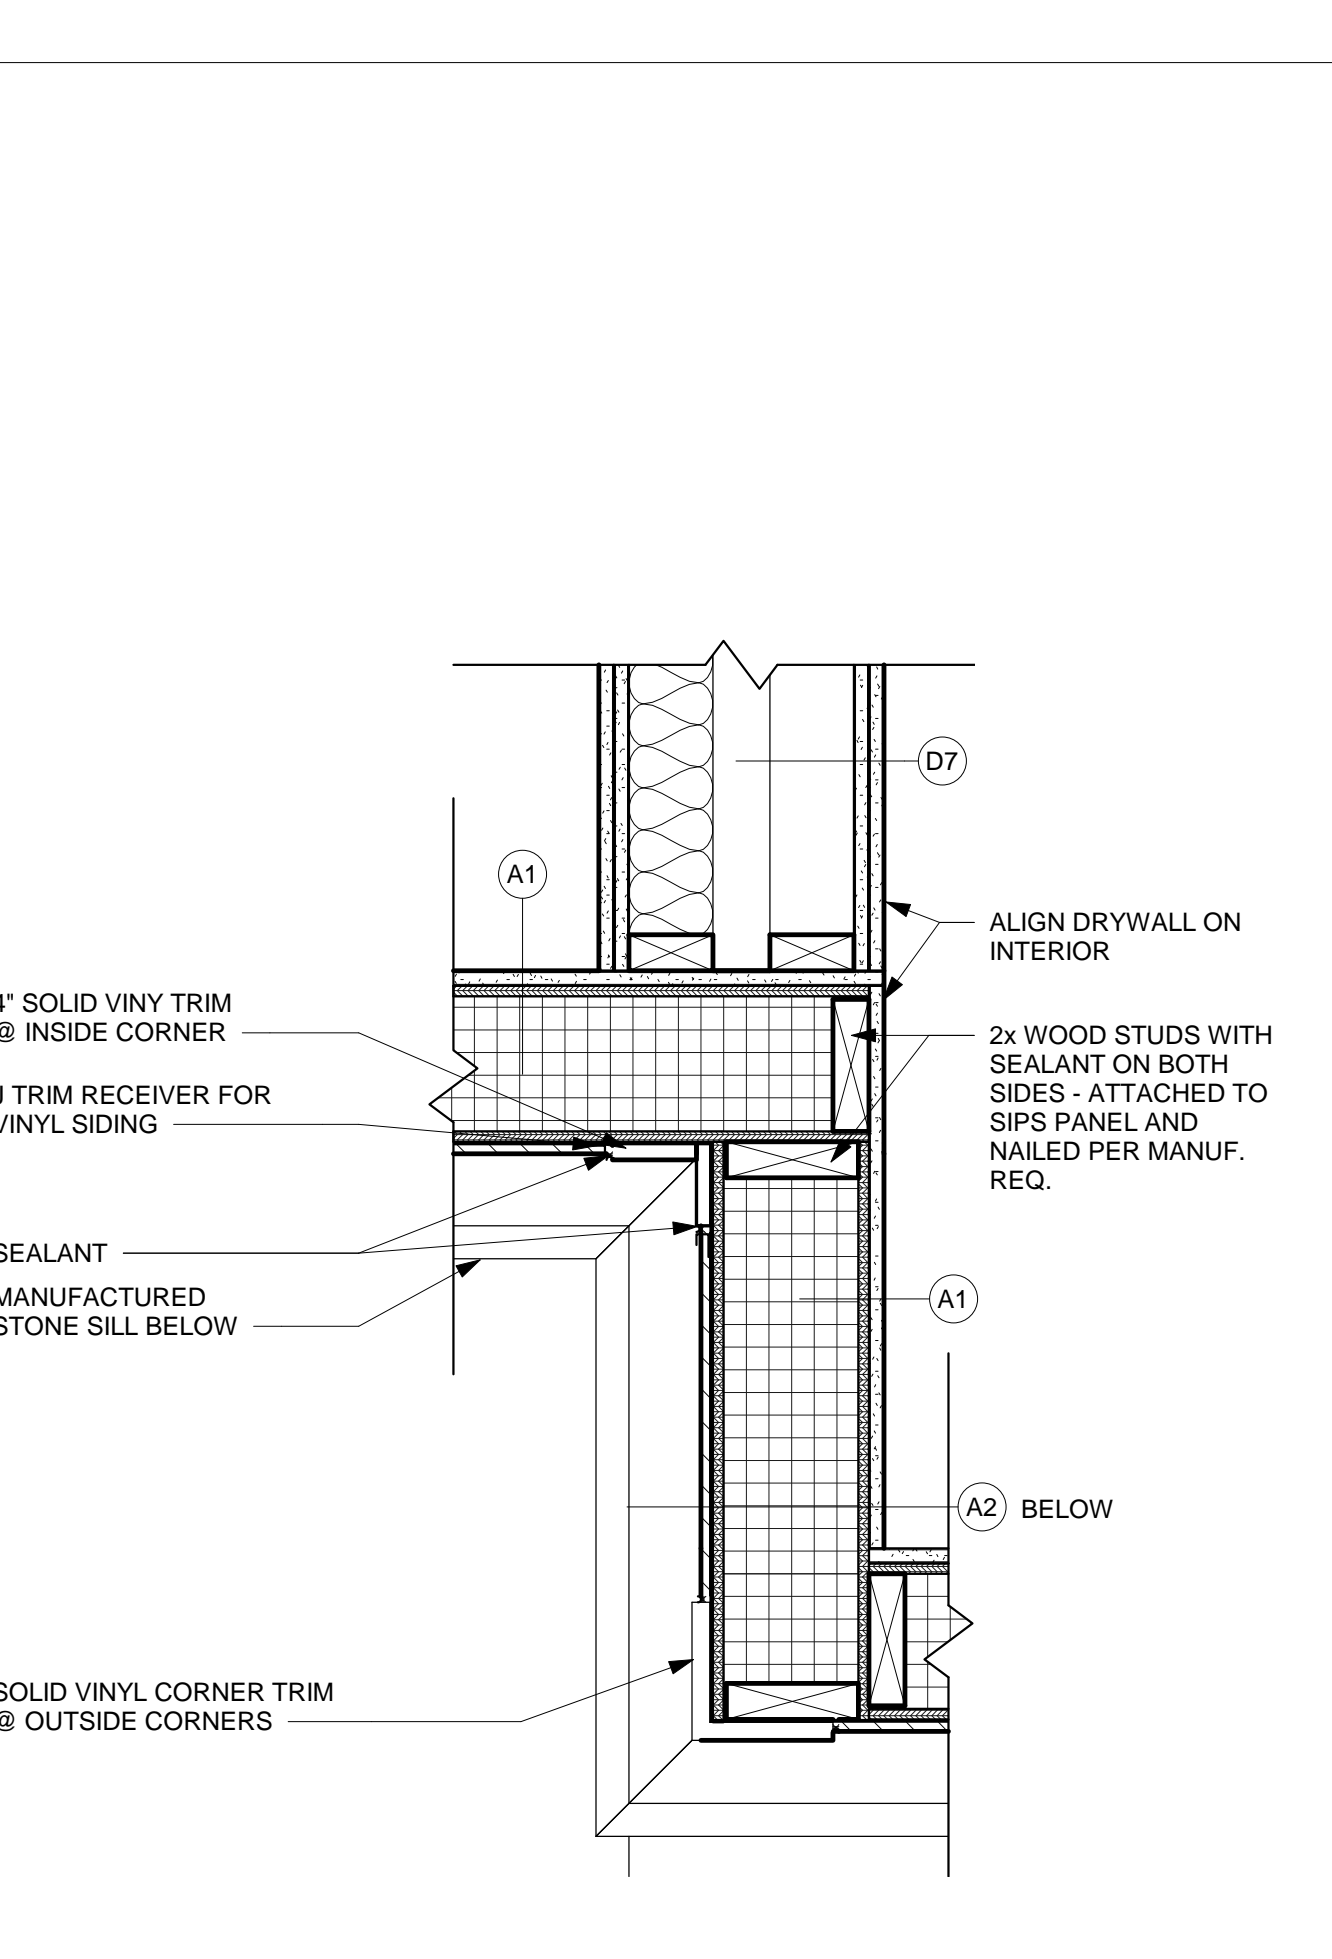 D7
A1
ALIGN DRYWALL ON
INTERIOR
4" SOLID VINY TRIM
@ INSIDE CORNER
2x WOOD STUDS WITH
SEALANT ON BOTH
SIDES - ATTACHED TO
SIPS PANEL AND
NAILED PER MANUF.
REQ.
J TRIM RECEIVER FOR
VINYL SIDING
SEALANT
MANUFACTURED
STONE SILL BELOW
A1
A2 BELOW
SOLID VINYL CORNER TRIM
@ OUTSIDE CORNERS